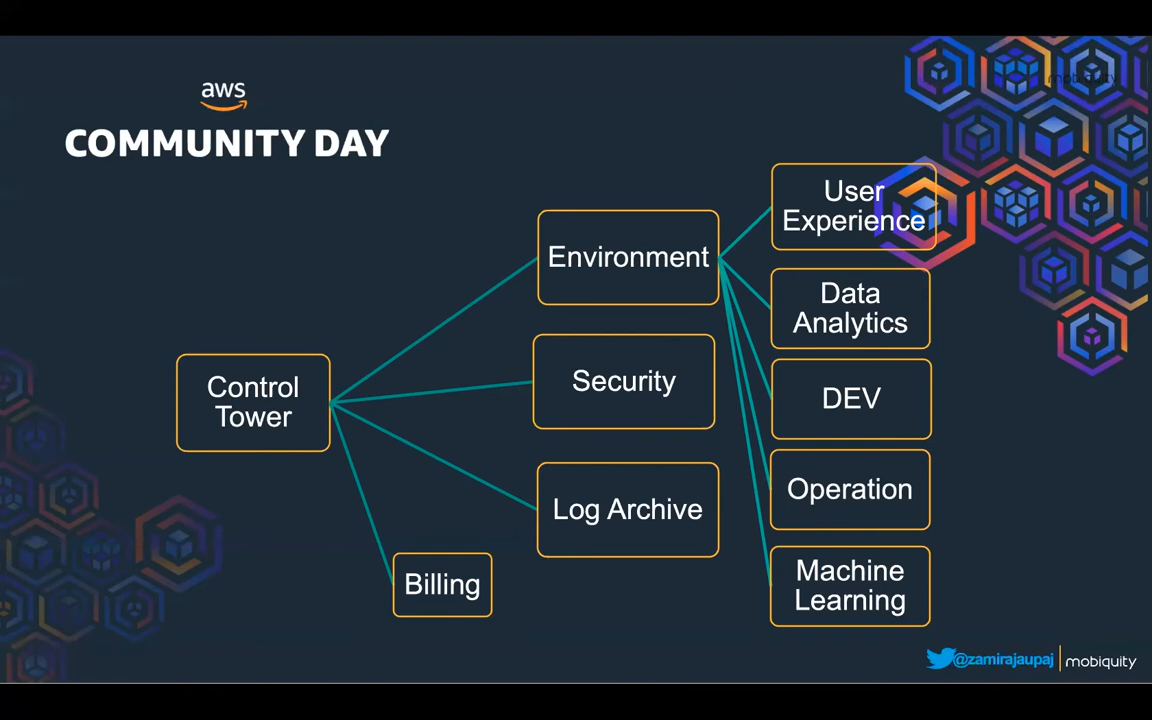 aws
COMMUNITY DAY
mobiquity
Control
Tower
Environment
Security
Log Archive
Billing
User
Experience
Data
Analytics
DEV
Operation
Machine
Learning
@zamirajaupaj
mobiquity